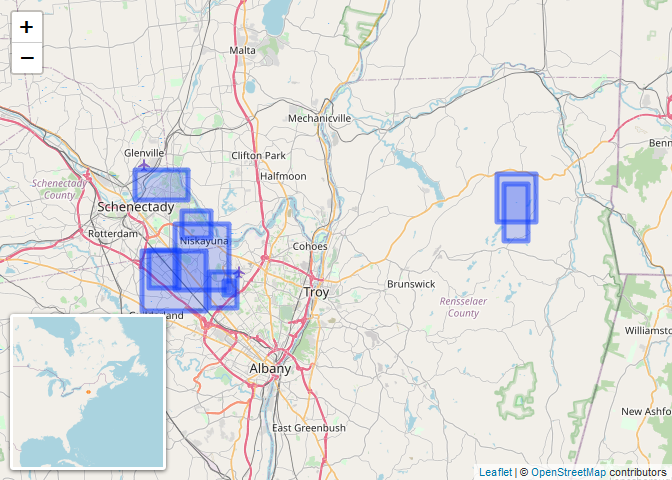 +
Malta
−
Mechanicville
Benn
Glenville
Clifton Park
Halfmoon
Schenectady
County
Schenectady
Rotterdam
Niskayuna
Cohoes
Troy
Brunswick
Rensselaer
County
Albany
Williamsto
New Ashfo
East Greenbush
Leaflet | © OpenStreetMap contributors